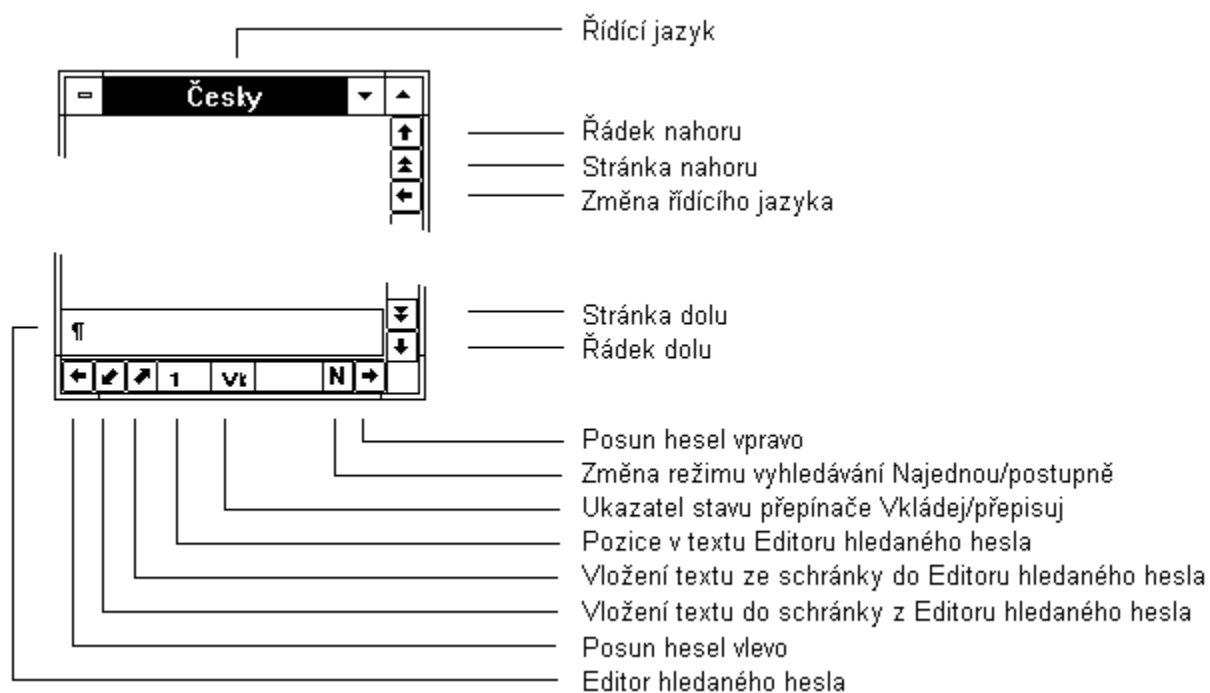 Řídící jazyk
Česky
Řádek nahoru
Stránka nahoru
Změna řídícího jazyka
Stránka dolu
¶
Řádek dolu
1 Vk N
Posun hesel vpravo
Změna režimu vyhledávání Najednou/postupně
Ukazatel stavu přepínače Vkládej/přepisuj
Pozice v textu Editoru hledaného hesla
Vložení textu ze schránky do Editoru hledaného hesla
Vložení textu do schránky z Editoru hledaného hesla
Posun hesel vlevo
Editor hledaného hesla